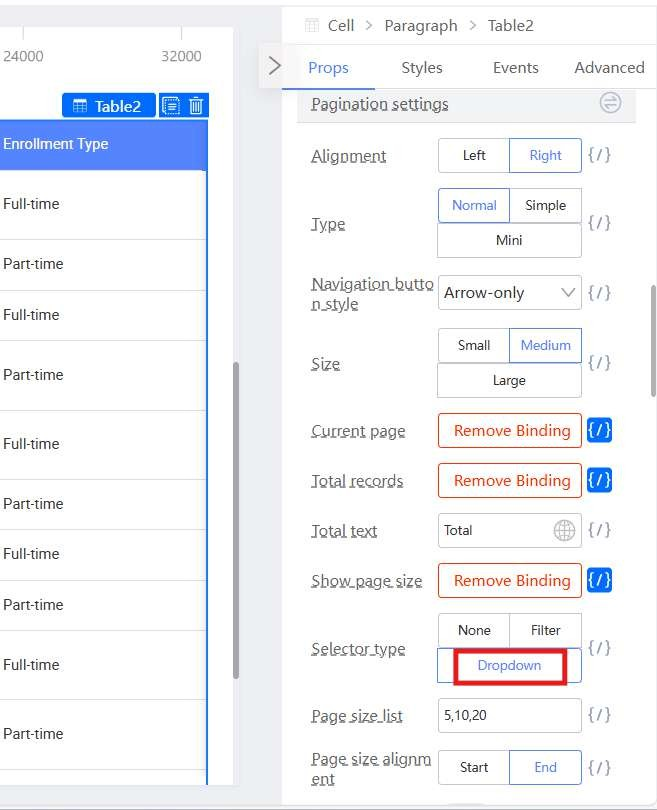 24000
32000
Table2
Enrollment Type
Full-time
Part-time
Full-time
Part-time
Full-time
Part-time
Full-time
Part-time
Full-time
Part-time
Cell > Paragraph > Table2
Props Styles Events Advanced
Pagination settings
Alignment Left Right {/}
Type Normal Simple {/}
Mini
Navigation butto
n style Arrow-only {/}
Size Small Medium {/}
Large
Current page Remove Binding {/}
Total records Remove Binding {/}
Total text Total {/}
Show page size Remove Binding {/}
Selector type None Filter {/}
Dropdown
Page size list 5,10,20 {/}
Page size alignm
ent Start End {/}